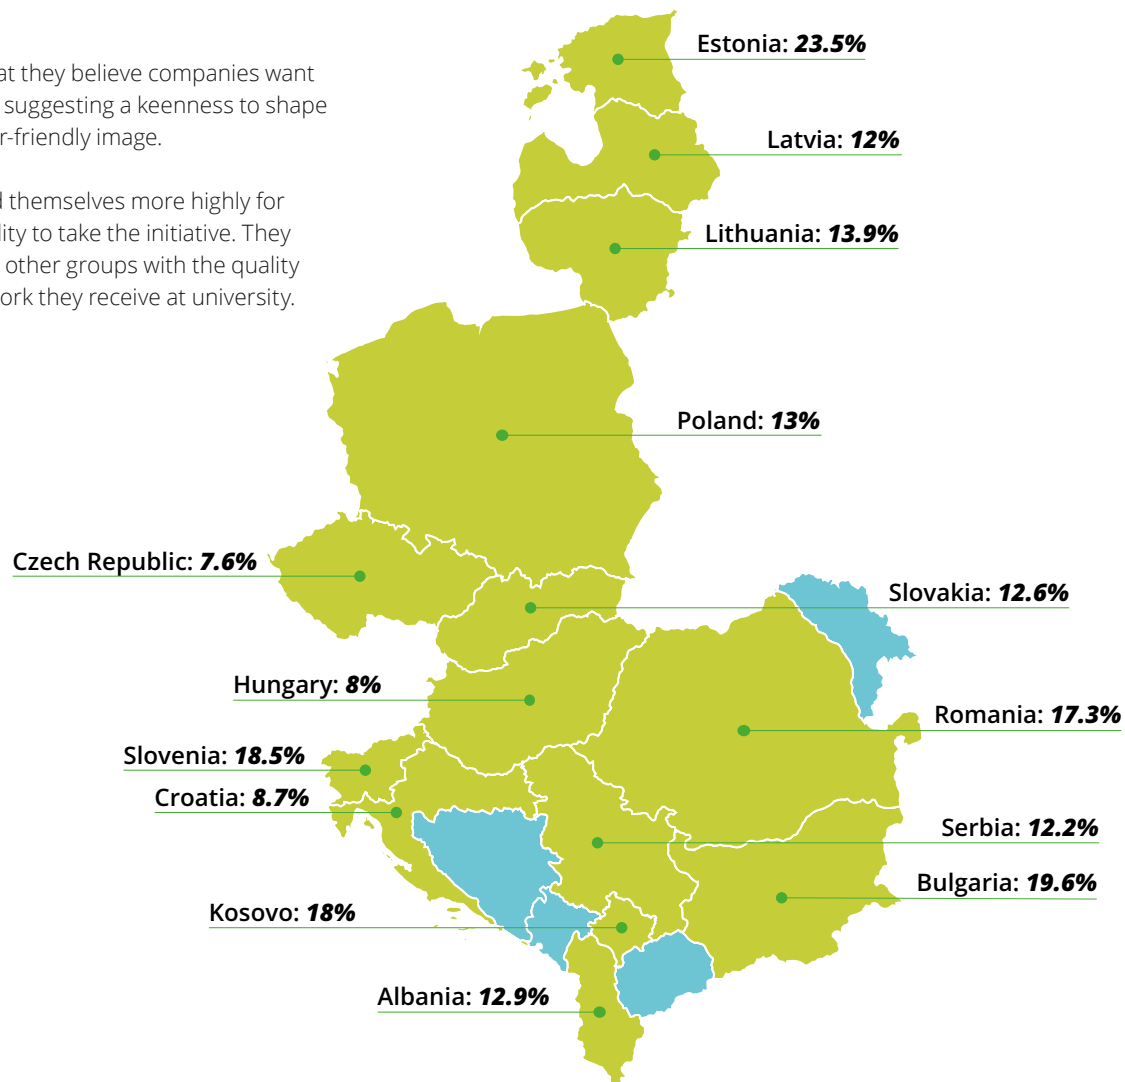 at they believe companies want
suggesting a keenness to shape
r-friendly image.
d themselves more highly for
lity to take the initiative. They
other groups with the quality
ork they receive at university.
Estonia: 23.5%
Latvia: 12%
Lithuania: 13.9%
Poland: 13%
Czech Republic: 7.6%
Slovakia: 12.6%
Hungary: 8%
Romania: 17.3%
Slovenia: 18.5%
Croatia: 8.7%
Serbia: 12.2%
Bulgaria: 19.6%
Kosovo: 18%
Albania: 12.9%